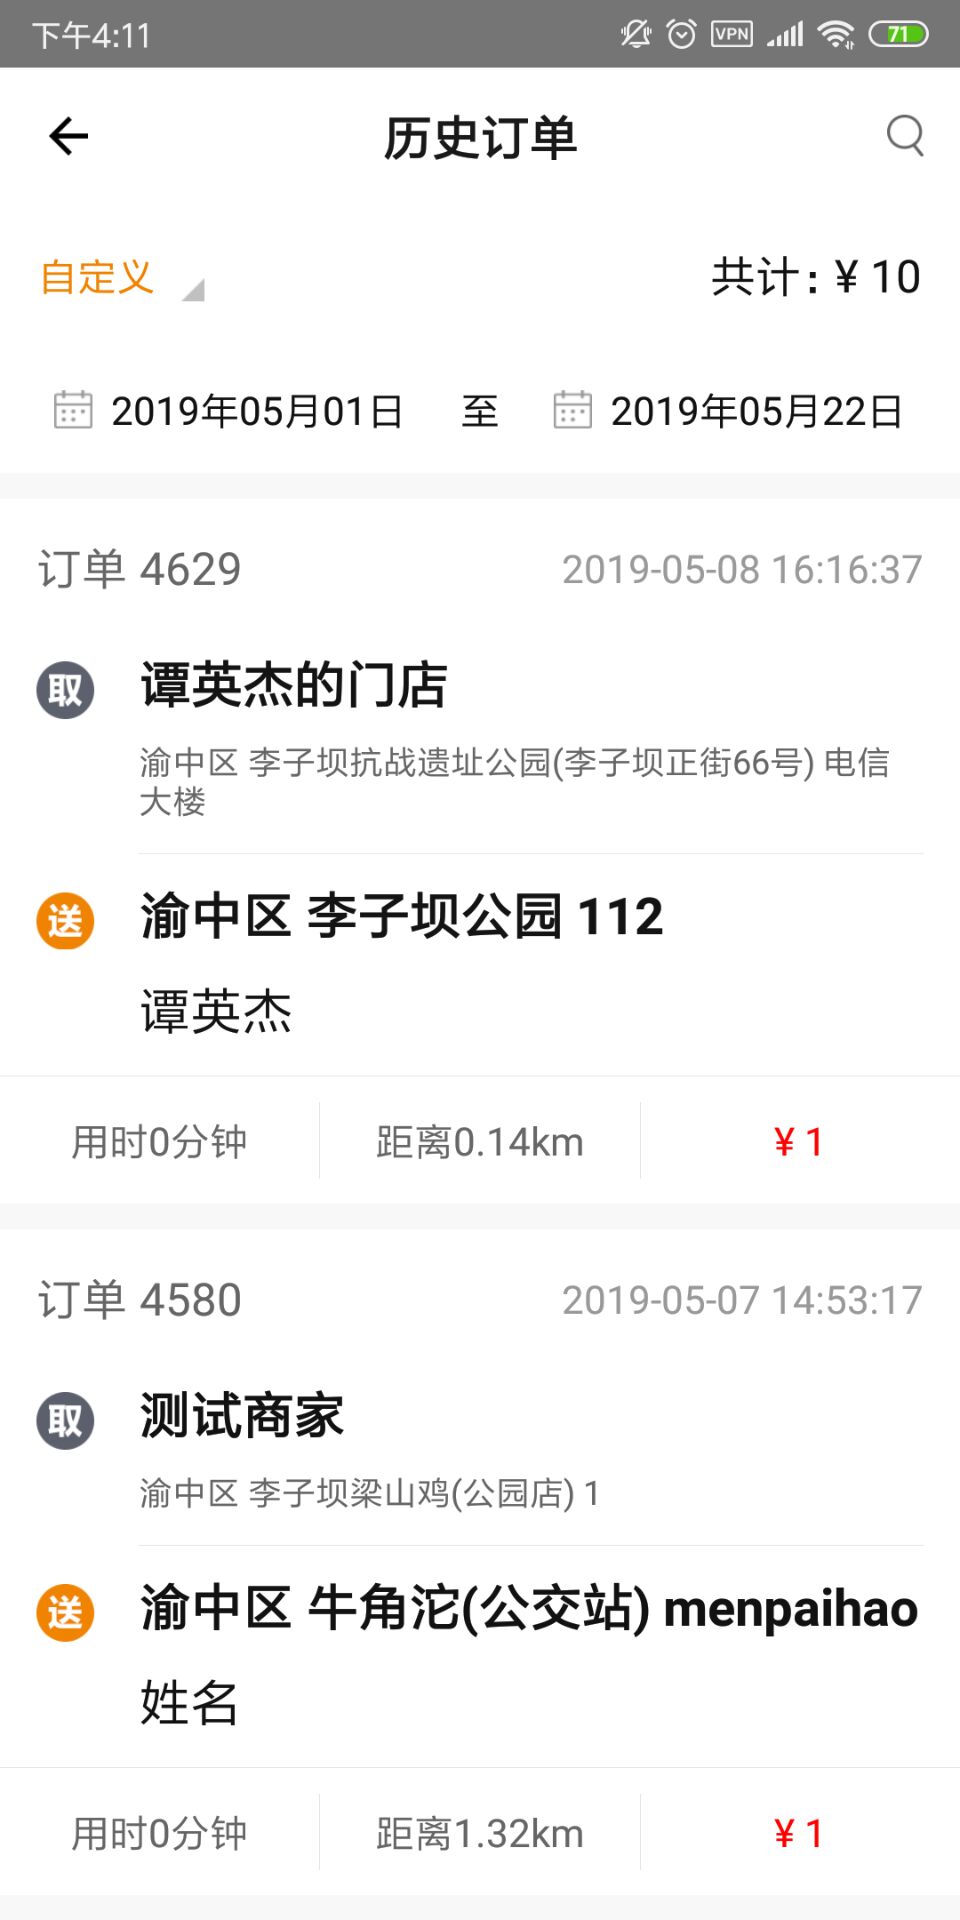 下午4:11
VPN
71
历史订单
自定义
共计: ¥ 10
2019年05月01日 至 2019年05月22日
订单 4629
2019-05-08 16:16:37
取
谭英杰的门店
渝中区 李子坝抗战遗址公园(李子坝正街66号) 电信
大楼
送
渝中区 李子坝公园 112
谭英杰
用时0分钟
距离0.14km
¥ 1
订单 4580
2019-05-07 14:53:17
取
测试商家
渝中区 李子坝梁山鸡(公园店) 1
送
渝中区 牛角沱(公交站) menpaihao
姓名
用时0分钟
距离1.32km
¥ 1